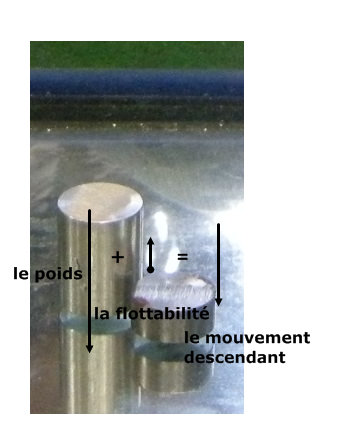 + =
le poids
la flottabilité
le mouvement
descendant